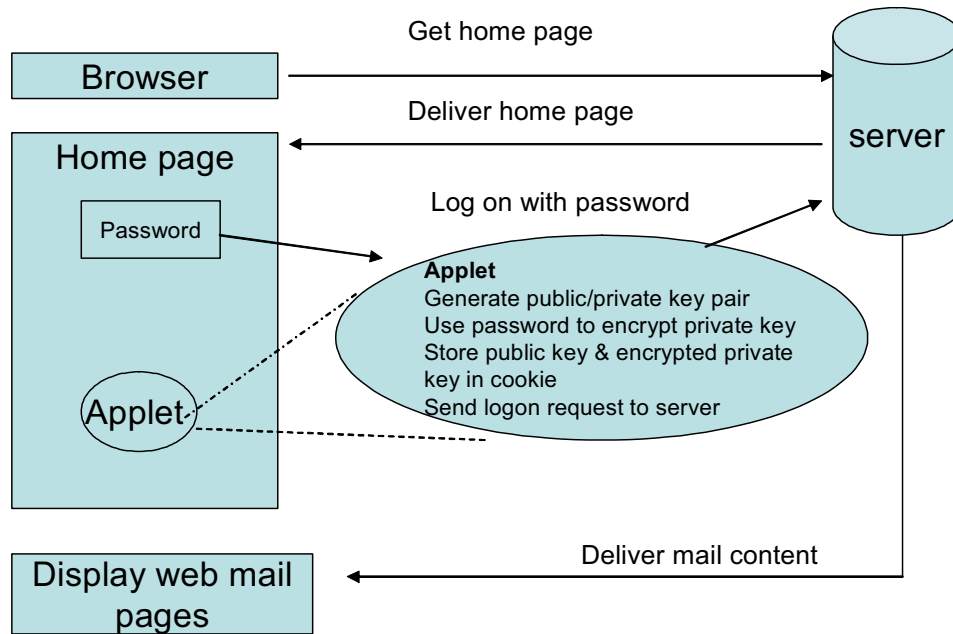 Get home page
Browser
Deliver home page
server
Home page
Log on with password
Password
Applet
Generate public/private key pair
Use password to encrypt private key
Store public key & encrypted private
key in cookie
Send logon request to server
Applet
Deliver mail content
Display web mail
pages